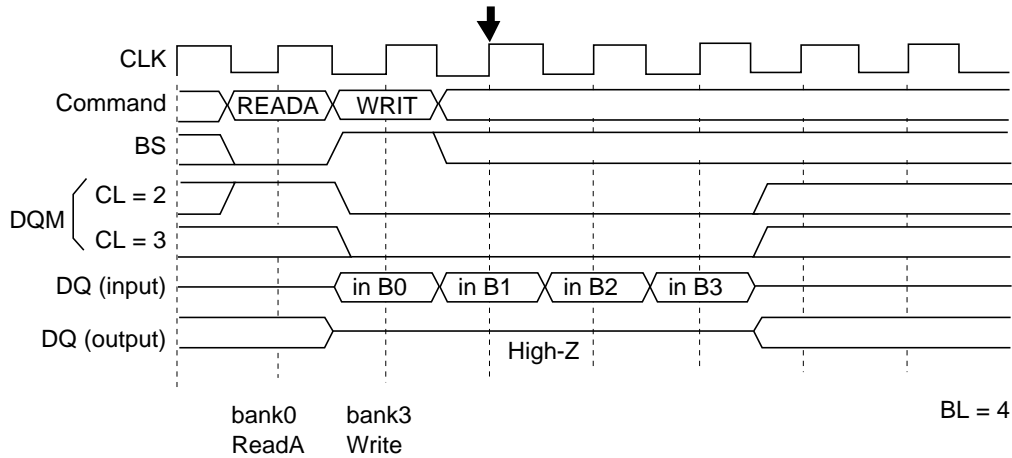 CLK
Command READA WRIT
BS
DQM
CL = 2
CL = 3
DQ (input) in B0 in B1 in B2 in B3
DQ (output)
High-Z
bank0 bank3 BL = 4
ReadA Write